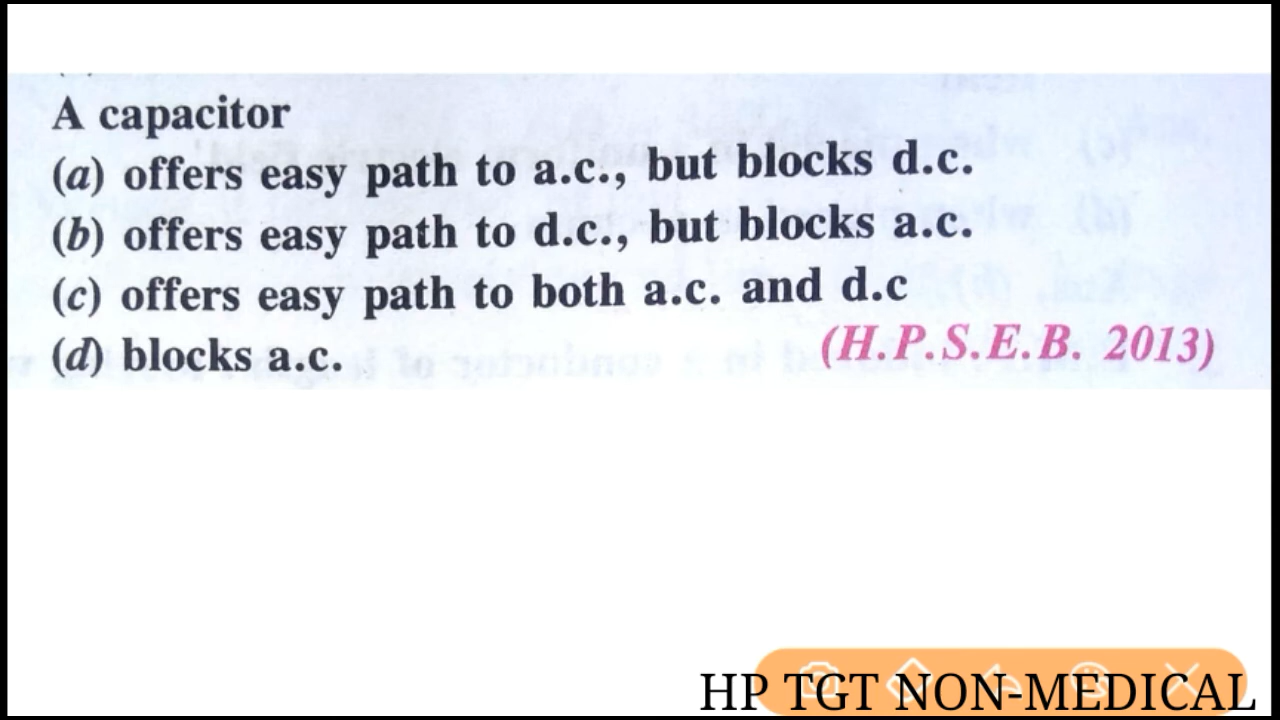 A capacitor
(a) offers easy path to a.c., but blocks d.c.
(b) offers easy path to d.c., but blocks a.c.
(c) offers easy path to both a.c. and d.c
(d) blocks a.c.
(H.P.S.E.B. 2013)
HP TGT NON-MEDICAL